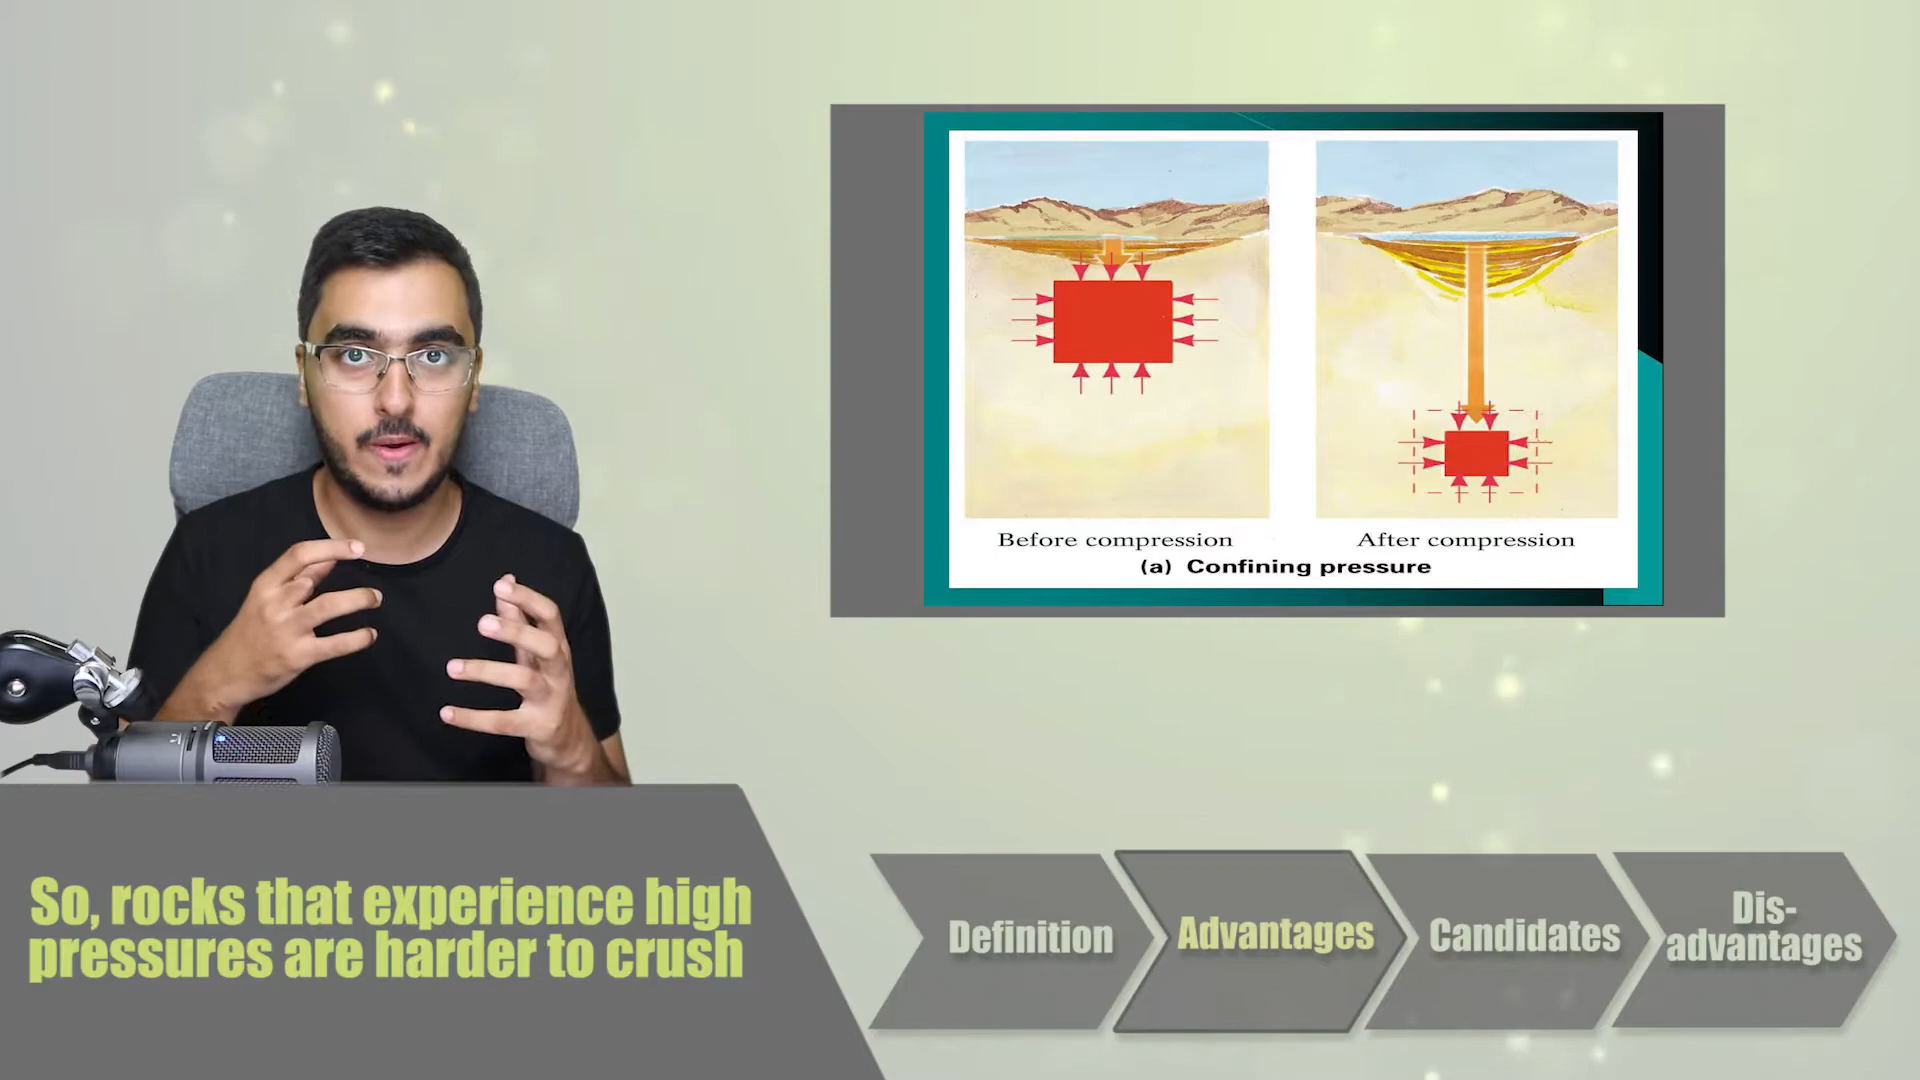 Before compression
After compression
(a) Confining pressure
So, rocks that experience high
pressures are harder to crush
Definition
Advantages
Candidates
Dis-
advantages